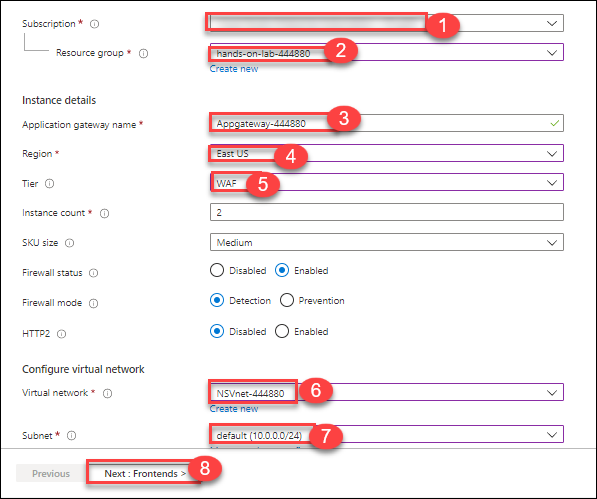 Subscription *
1
Resource group *
hands-on-lab-444880
2
Create new
Instance details
Application gateway name *
Appgateway-444880
3
Region *
East US
4
Tier
WAF
5
Instance count *
2
SKU size
Medium
Firewall status
Disabled
Enabled
Firewall mode
Detection
Prevention
HTTP2
Disabled
Enabled
Configure virtual network
Virtual network *
NSVnet-444880
6
Create new
Subnet *
default (10.0.0.0/24)
7
Previous
Next : Frontends >
8